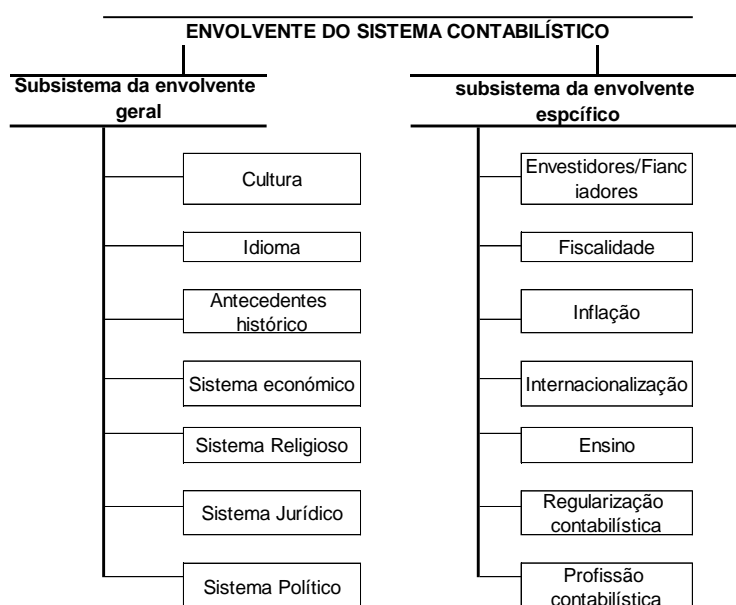 ENVOLVENTE DO SISTEMA CONTABILÍSTICO
Subsistema da envolvente
geral
Cultura
Idioma
Antecedentes
histórico
Sistema económico
Sistema Religioso
Sistema Jurídico
Sistema Político
subsistema da envolvente
espcífico
Envestidores/Fianc
iadores
Fiscalidade
Inflação
Internacionalização
Ensino
Regularização
contabilística
Profissão
contabilística